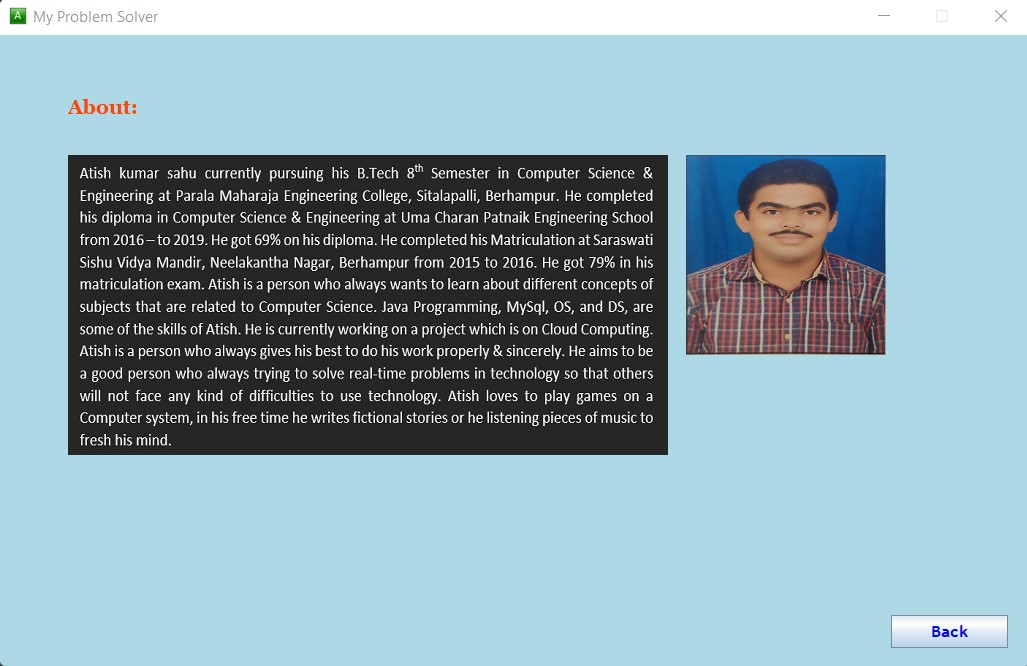 A My Problem Solver
About:
Atish kumar sahu currently pursuing his B.Tech 8th Semester in Computer Science &
Engineering at Parala Maharaja Engineering College, Sitalapalli, Berhampur. He completed
his diploma in Computer Science & Engineering at Uma Charan Patnaik Engineering School
from 2016 – to 2019. He got 69% on his diploma. He completed his Matriculation at Saraswati
Sishu Vidya Mandir, Neelakantha Nagar, Berhampur from 2015 to 2016. He got 79% in his
matriculation exam. Atish is a person who always wants to learn about different concepts of
subjects that are related to Computer Science. Java Programming, MySql, OS, and DS, are
some of the skills of Atish. He is currently working on a project which is on Cloud Computing.
Atish is a person who always gives his best to do his work properly & sincerely. He aims to be
a good person who always trying to solve real-time problems in technology so that others
will not face any kind of difficulties to use technology. Atish loves to play games on a
Computer system, in his free time he writes fictional stories or he listening pieces of music to
fresh his mind.
Back